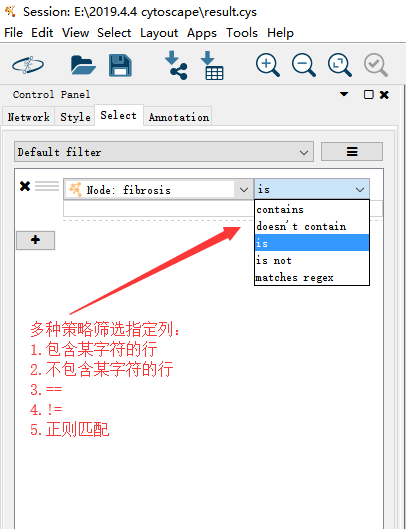 Session: E:\2019.4.4 cytoscape\result.cys
File Edit View Select Layout Apps Tools Help
Control Panel
Network Style Select Annotation
Default filter
Node: fibrosis is
contains
doesn't contain
is
is not
matches regex
多种策略筛选指定列：
1.包含某字符的行
2.不包含某字符的行
3.==
4.!=
5.正则匹配